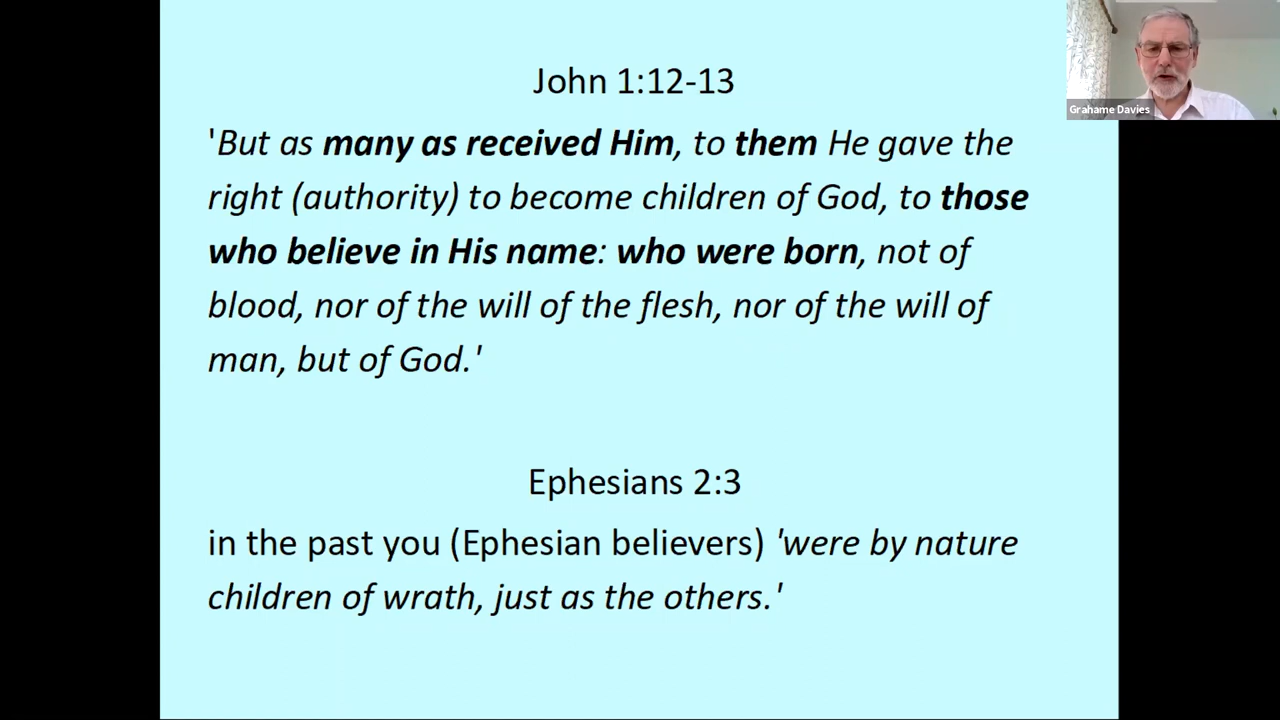 John 1:12-13
'But as many as received Him, to them He gave the
right (authority) to become children of God, to those
who believe in His name: who were born, not of
blood, nor of the will of the flesh, nor of the will of
man, but of God.'
Ephesians 2:3
in the past you (Ephesian believers) 'were by nature
children of wrath, just as the others.'
Grahame Davies